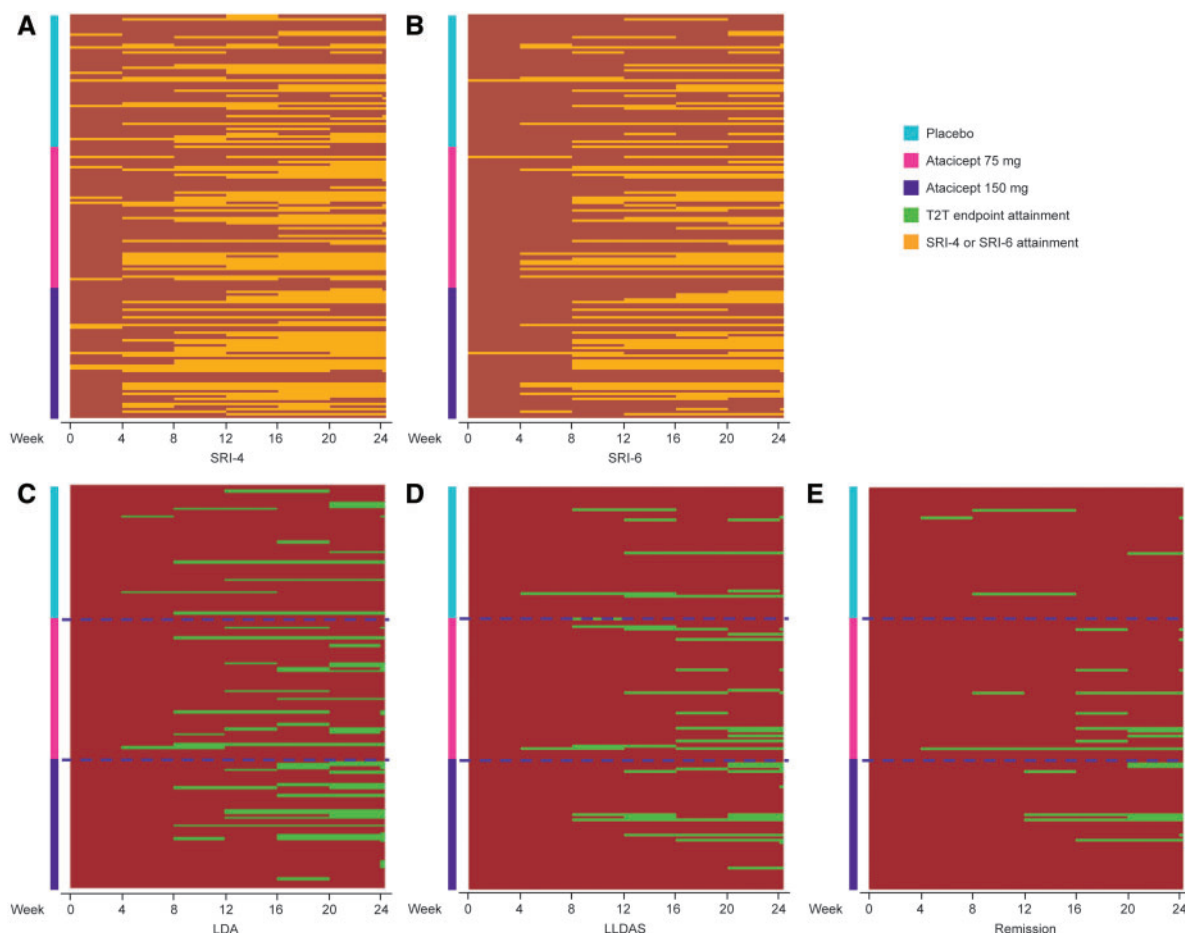 A
B
Placebo
Atacicept 75 mg
Atacicept 150 mg
T2T endpoint attainment
SRI-4 or SRI-6 attainment
Week 0 4 8 12 16 20 24
SRI-4
Week 0 4 8 12 16 20 24
SRI-6
C
D
E
Week 0 4 8 12 16 20 24
LDA
Week 0 4 8 12 16 20 24
LLDAS
Week 0 4 8 12 16 20 24
Remission